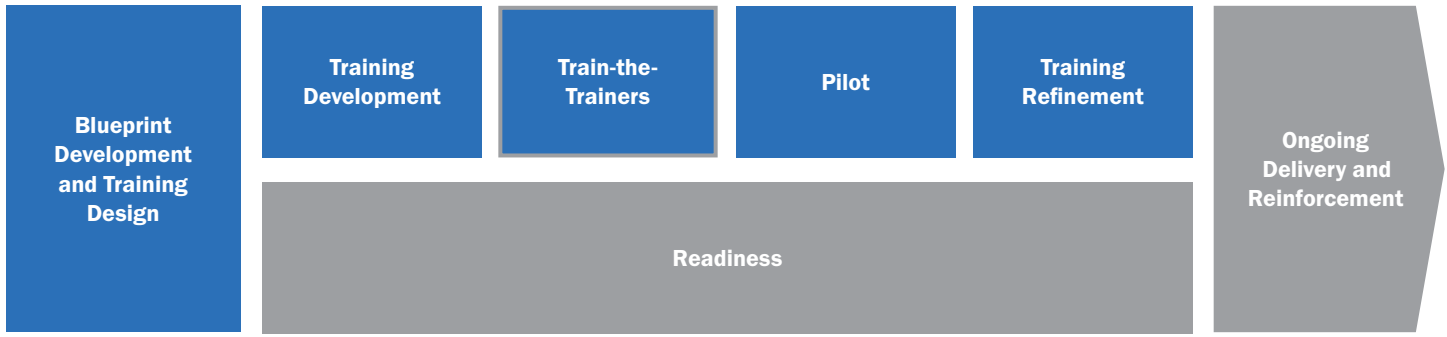 Blueprint
Development
and Training
Design
Training
Development
Train-the-
Trainers
Pilot
Training
Refinement
Readiness
Ongoing
Delivery and
Reinforcement